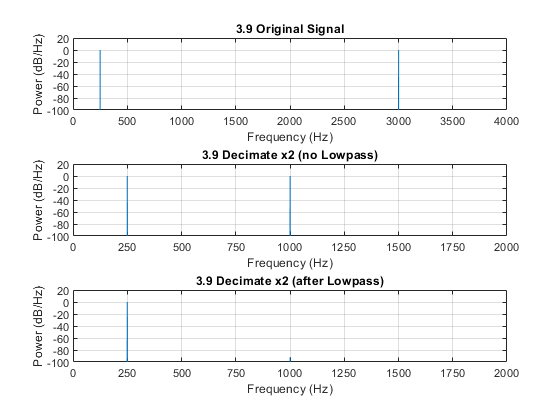 3.9 Original Signal
Power (dB/Hz)
20
0
-20
-40
-60
-80
-100
0 500 1000 1500 2000 2500 3000 3500 4000
Frequency (Hz)
3.9 Decimate x2 (no Lowpass)
Power (dB/Hz)
20
0
-20
-40
-60
-80
-100
0 250 500 750 1000 1250 1500 1750 2000
Frequency (Hz)
3.9 Decimate x2 (after Lowpass)
Power (dB/Hz)
20
0
-20
-40
-60
-80
-100
0 250 500 750 1000 1250 1500 1750 2000
Frequency (Hz)